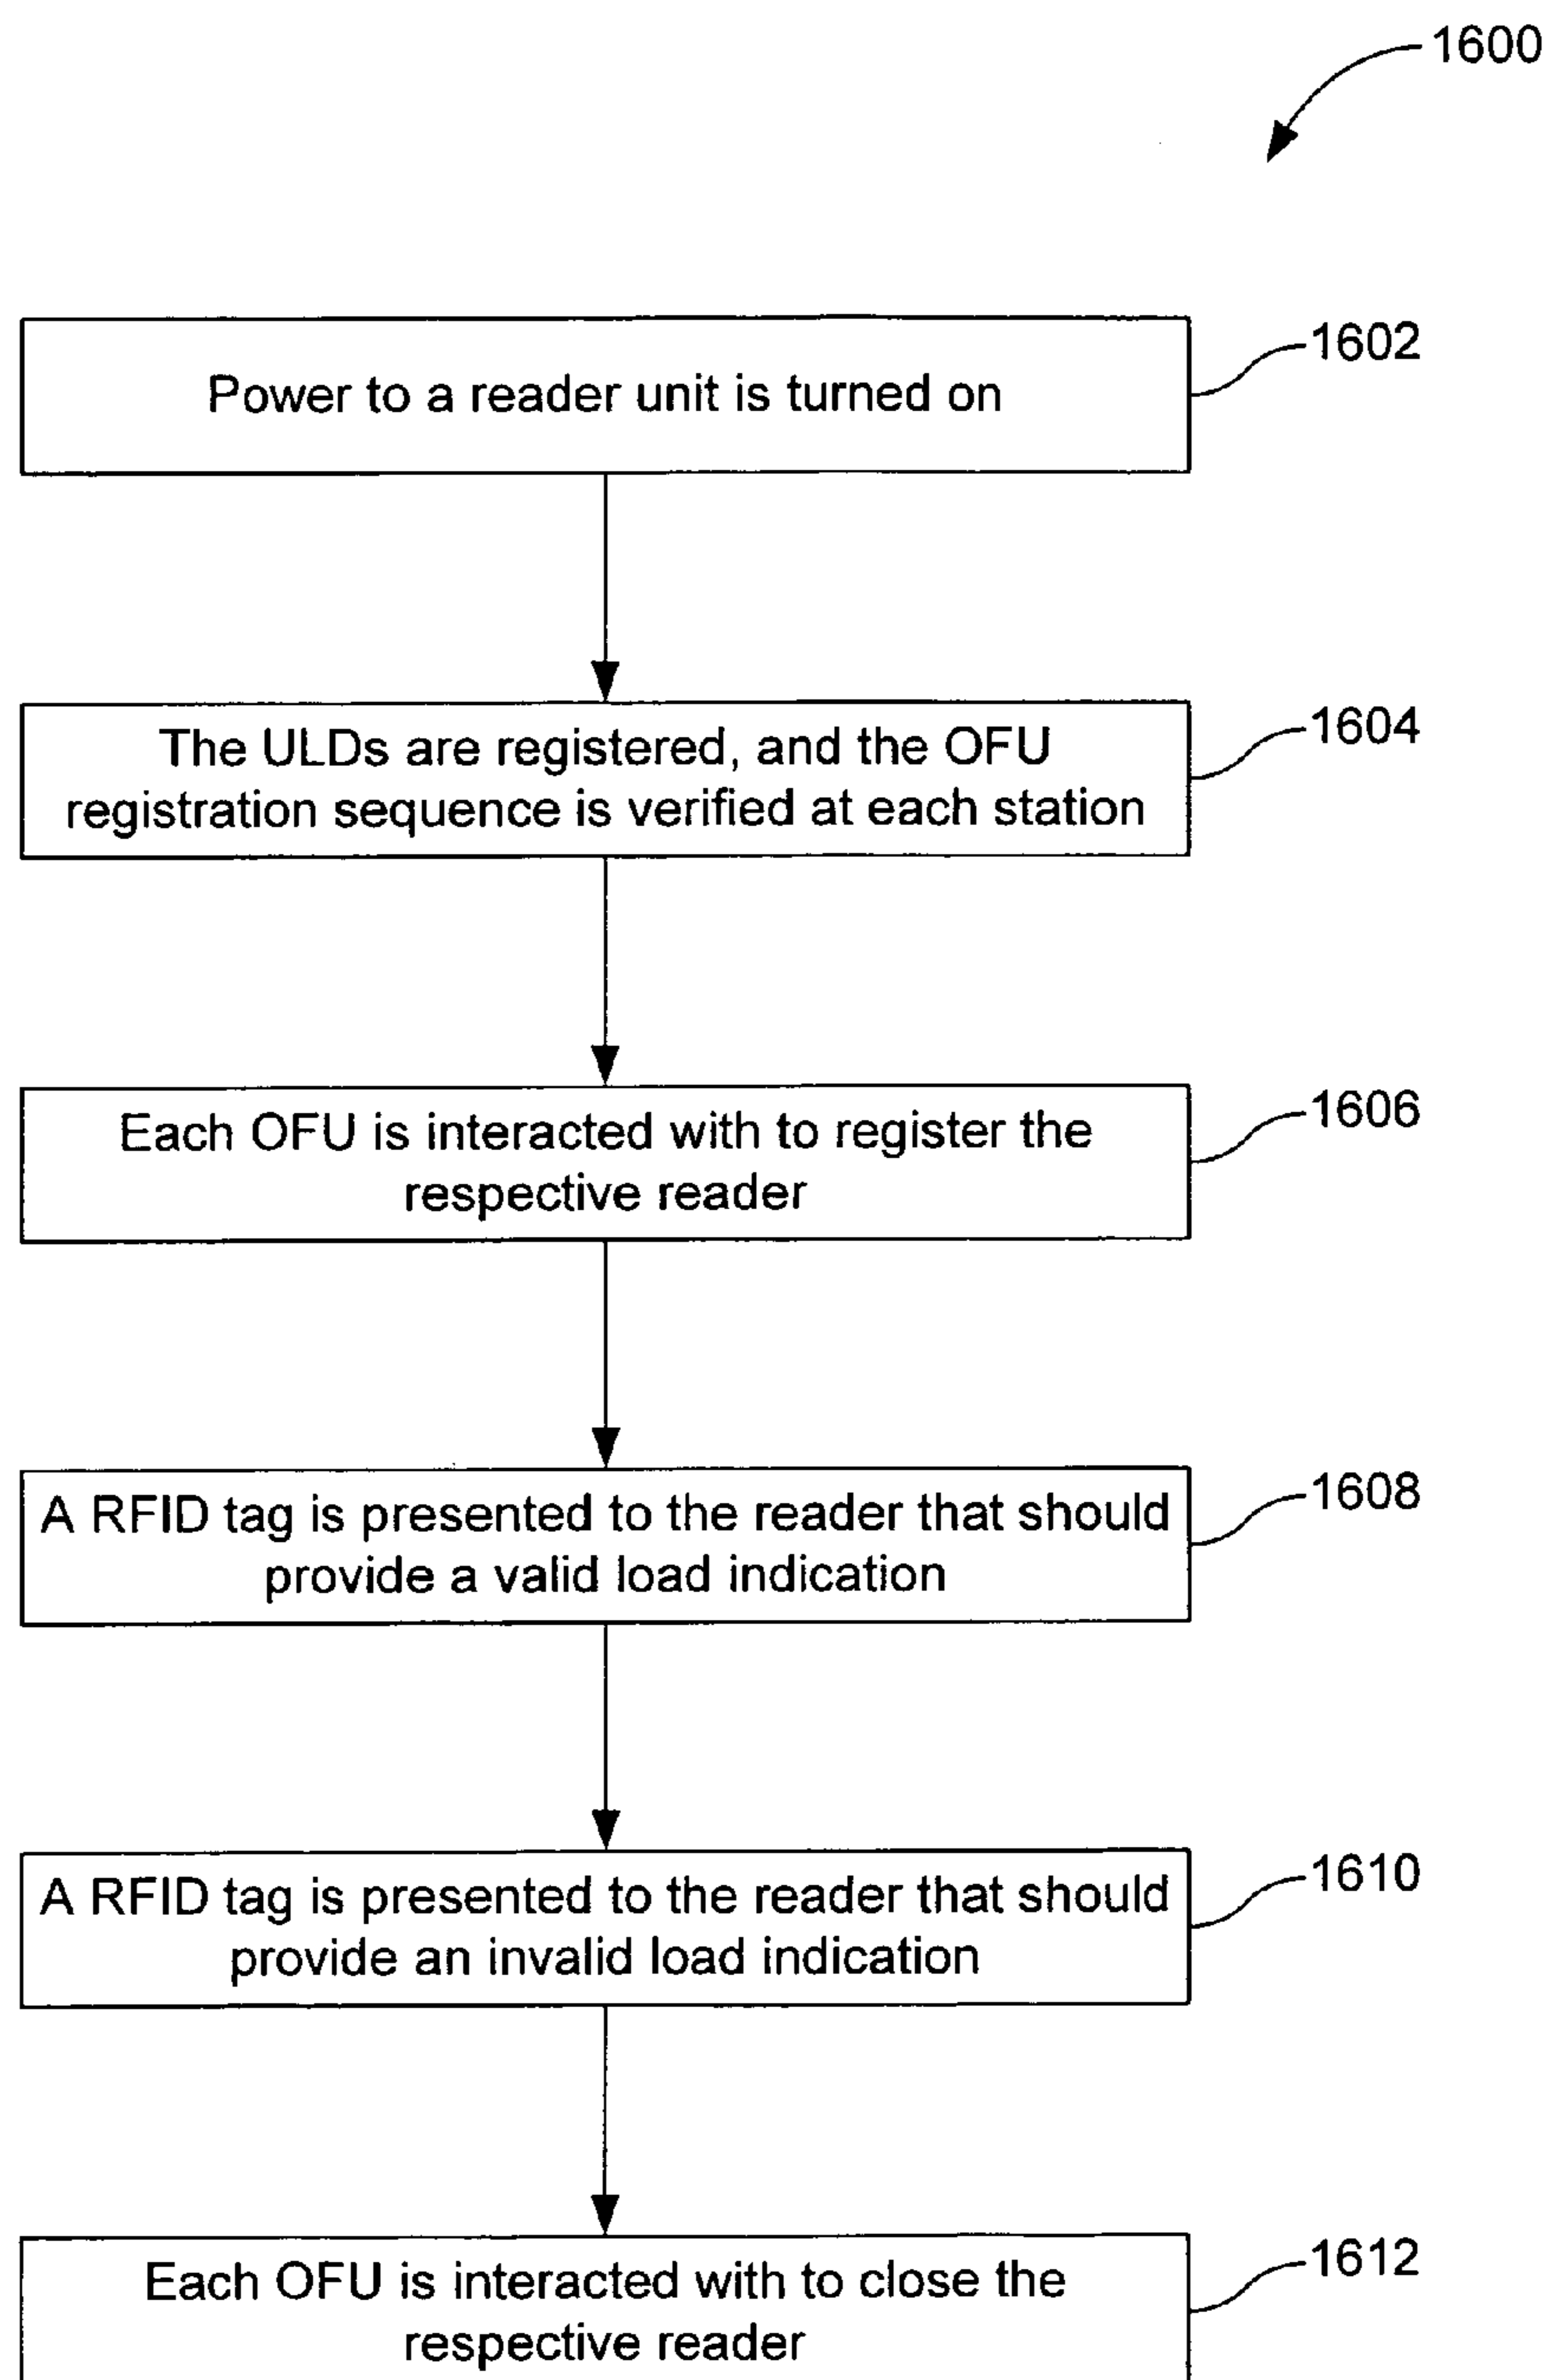 1600
Power to a reader unit is turned on
1602
The ULDs are registered, and the OFU
registration sequence is verified at each station
1604
Each OFU is interacted with to register the
respective reader
1606
A RFID tag is presented to the reader that should
provide a valid load indication
1608
A RFID tag is presented to the reader that should
provide an invalid load indication
1610
Each OFU is interacted with to close the
respective reader
1612